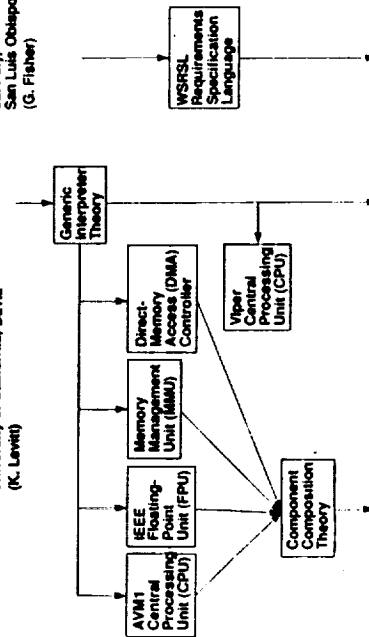 (K. Levitt)
San Luis Obispo
(G. Fisher)
Generic
Interpreter
Theory
WSRSL
Requirements
Specification
Language
AVM1
Central
Processing
Unit (CPU)
IEEE
Floating-
Point
Unit (FPU)
Memory
Management
Unit (MMU)
Direct-
Memory
Access (DMA)
Controller
Viper
Central
Processing
Unit (CPU)
Component
Composition
Theory